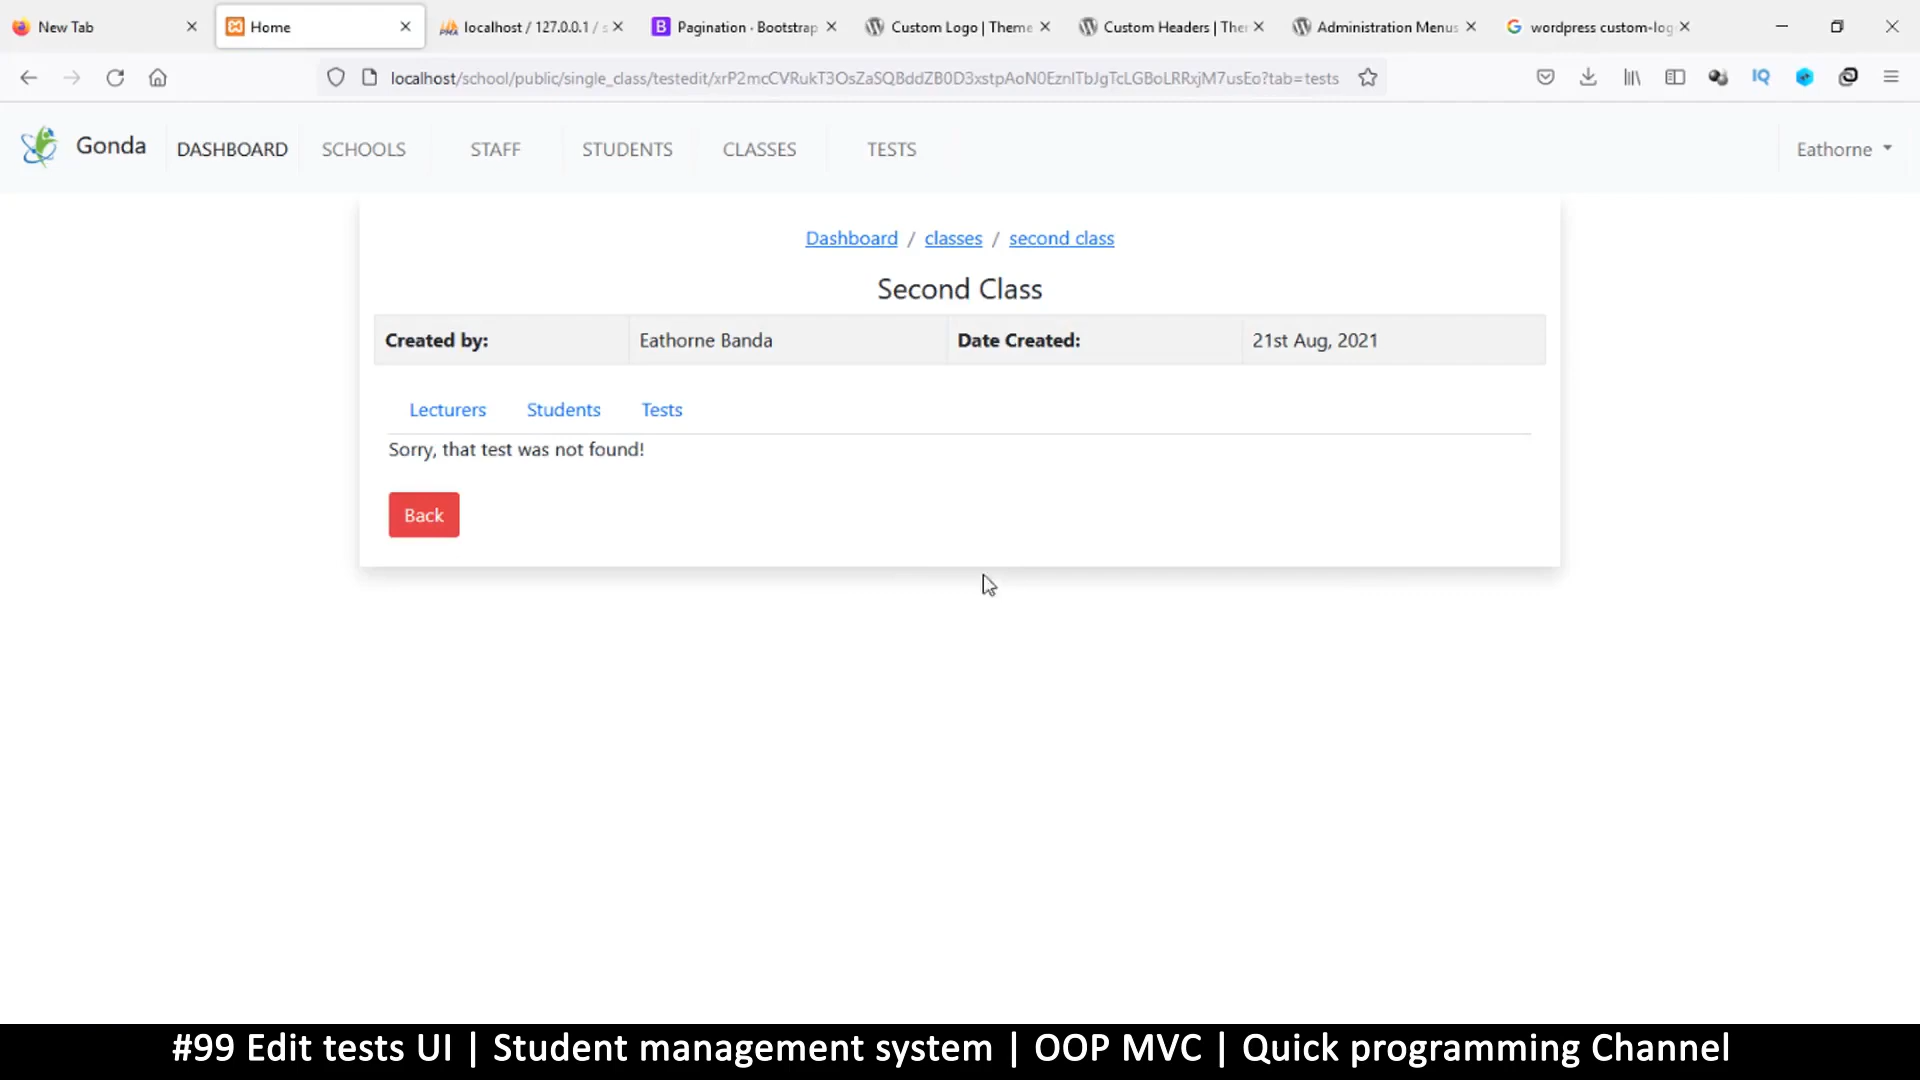 New Tab
Home
localhost / 127.0.0.1 / s
Pagination · Bootstrap
Custom Logo | Theme
Custom Headers | The
Administration Menus
wordpress custom-log
localhost/school/public/single_class/testedit/xrP2mcCVRukT3OsZaSQBddZB0D3xstpAoN0EznlTbJgTcLGBoLRRxjM7usEo?tab=tests
IQ
Gonda
DASHBOARD
SCHOOLS
STAFF
STUDENTS
CLASSES
TESTS
Eathorne
Dashboard / classes / second class
Second Class
Created by: Eathorne Banda Date Created: 21st Aug, 2021
Lecturers Students Tests
Sorry, that test was not found!
Back
#99 Edit tests UI | Student management system | OOP MVC | Quick programming Channel